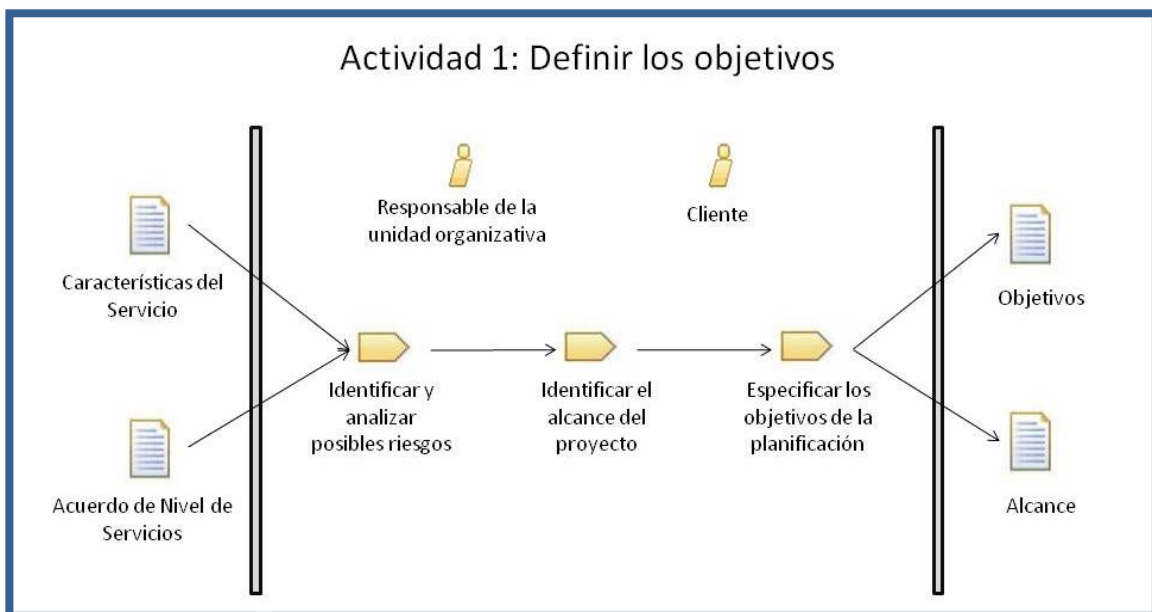 Actividad 1: Definir los objetivos
Responsable de la
unidad organizativa
Cliente
Características del
Servicio
Objetivos
Identificar y
analizar
posibles riesgos
Identificar el
alcance del
proyecto
Especificar los
objetivos de la
planificación
Acuerdo de Nivel de
Servicios
Alcance